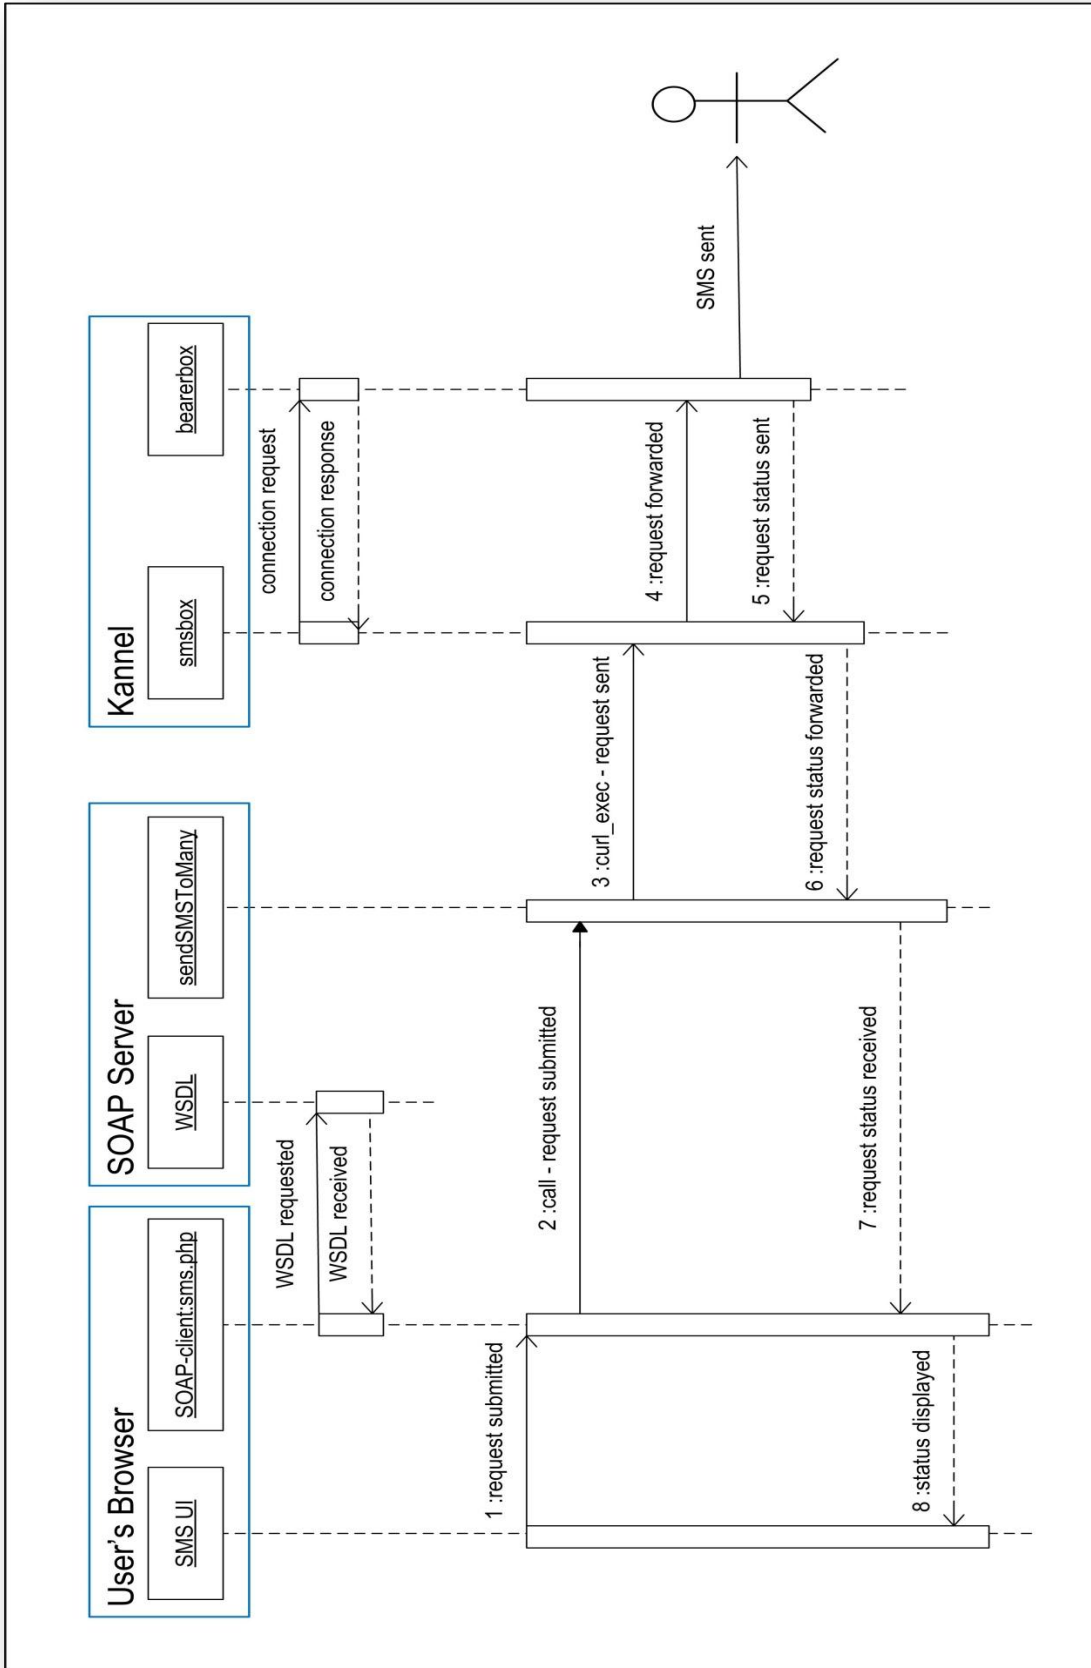 User's Browser
SMS UI
SOAP-client:sms.php
SOAP Server
WSDL
sendSMSToMany
Kannel
smsbox
bearerbox
WSDL requested
WSDL received
connection request
connection response
1 :request submitted
2 :call - request submitted
3 :curl_exec - request sent
4 :request forwarded
SMS sent
5 :request status sent
6 :request status forwarded
7 :request status received
8 :status displayed